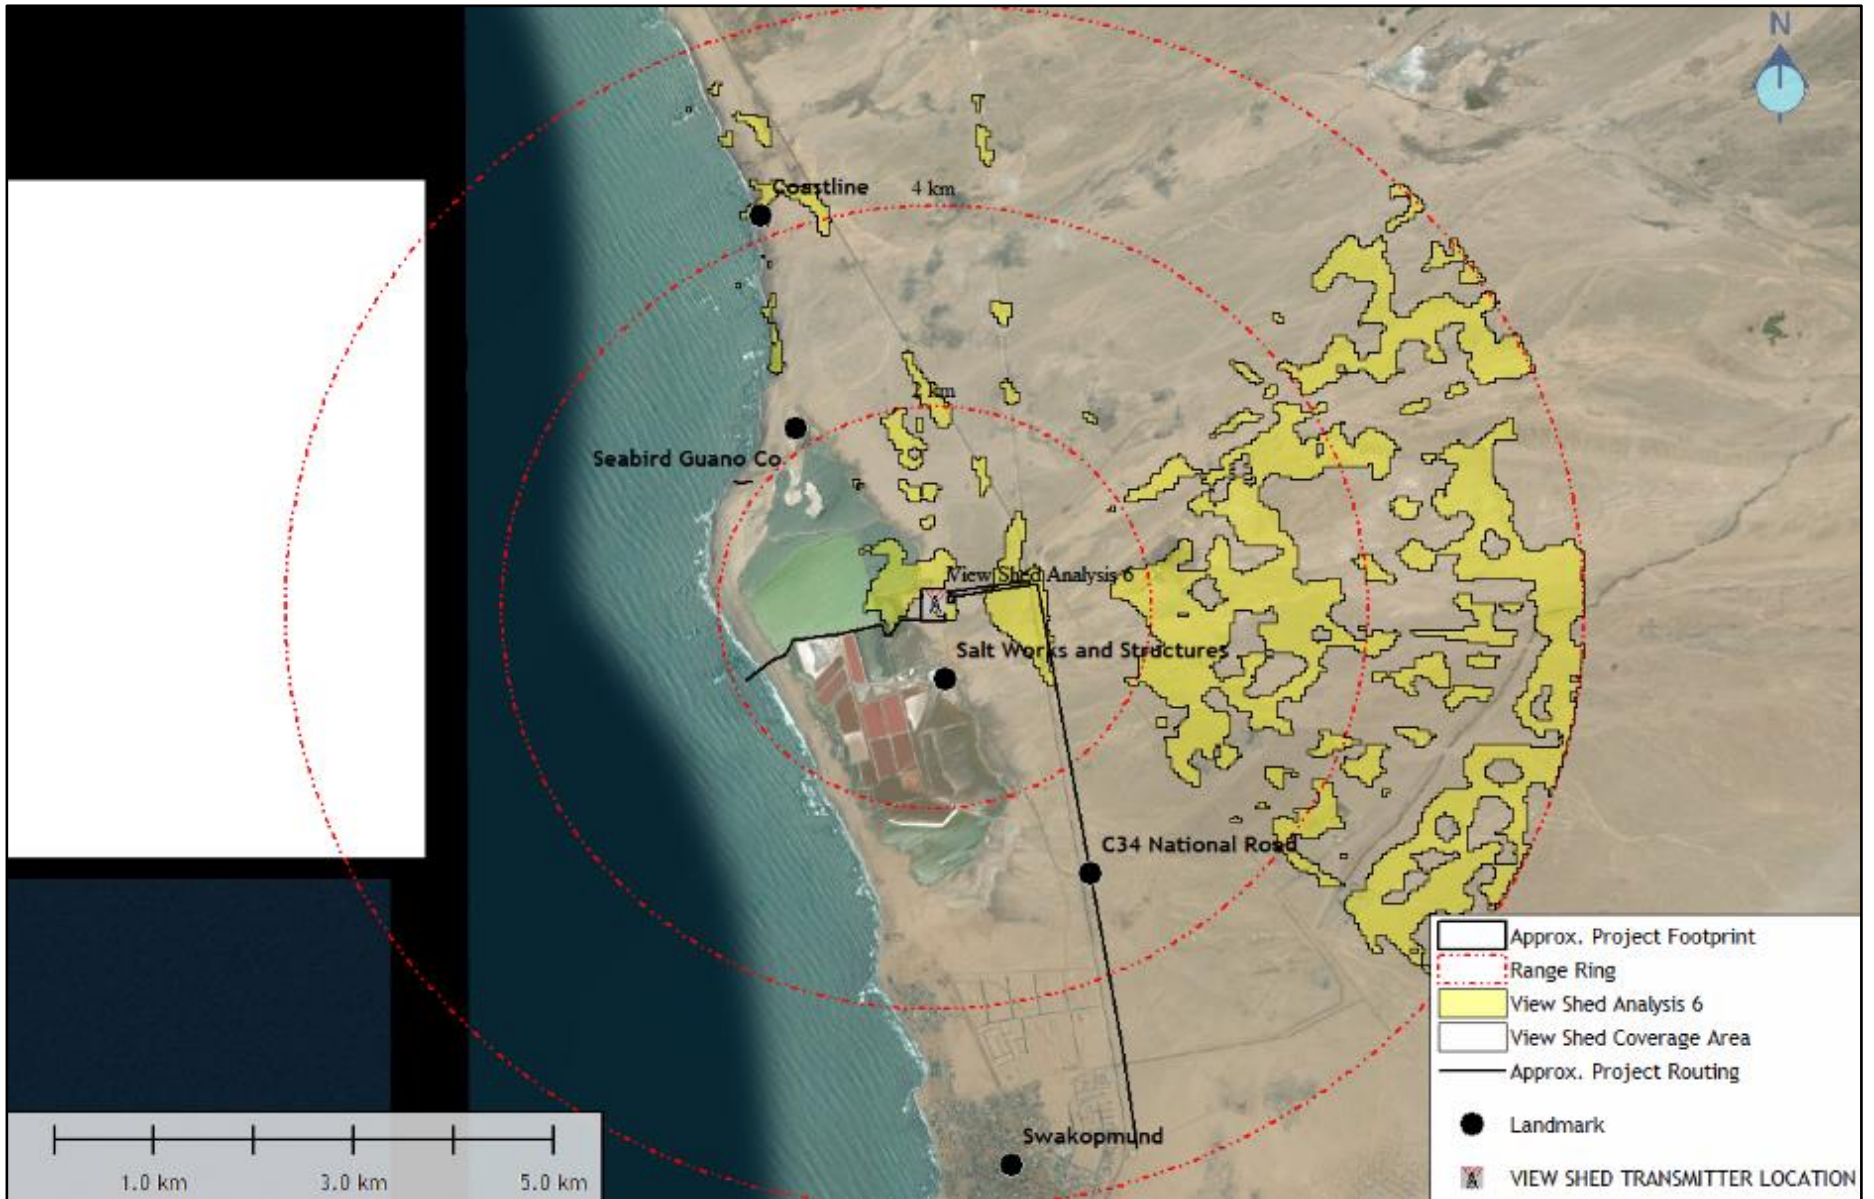 N
Coastline
4 km
2 km
Seabird Guano Co
View Shed Analysis 6
Salt Works and Structures
C34 National Road
Swakopmund
Approx. Project Footprint
Range Ring
View Shed Analysis 6
View Shed Coverage Area
Approx. Project Routing
Landmark
VIEW SHED TRANSMITTER LOCATION
1.0 km 3.0 km 5.0 km